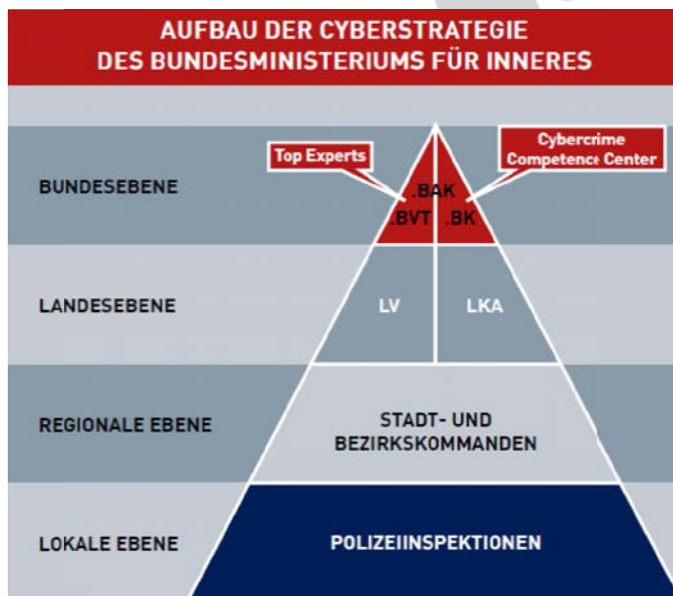 AUFBAU DER CYBERSTRATEGIE
DES BUNDESMINISTERIUMS FÜR INNERES
BUNDESEBENE
Top Experts
Cybercrime
Competence Center
.BAK
.BVT .BK
LANDESEBENE
LV
LKA
REGIONALE EBENE
STADT- UND
BEZIRKSKOMMANDEN
LOKALE EBENE
POLIZEIINSPEKTIONEN